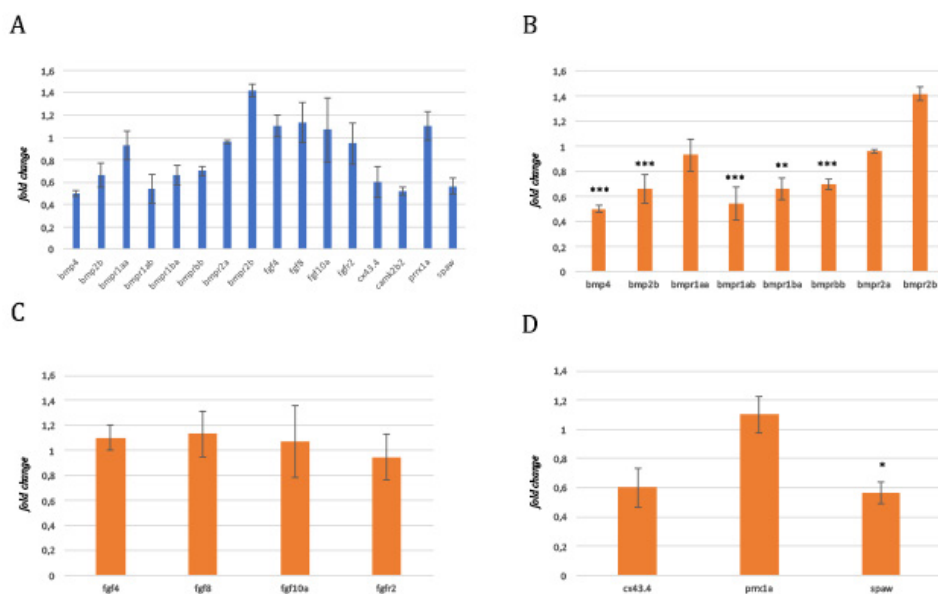 A
1,6
1,4
1,2
1
0,8
0,6
0,4
0,2
0
fold change
bmp4
bmp2b
bmpr1aa
bmpr1ab
bmpr1ba
bmprbb
bmpr2a
bmpr2b
fgf4
fgf8
fgf10a
fgfr2
cx43.4
camk2b2
prrx1a
spaw
B
1,6
1,4
1,2
1
0,8
0,6
0,4
0,2
0
fold change
*** *** *** ** ***
bmp4 bmp2b bmpr1aa bmpr1ab bmpr1ba bmprbb bmpr2a bmpr2b
C
1,6
1,4
1,2
1
0,8
0,6
0,4
0,2
0
fold change
fgf4 fgf8 fgf10a fgfr2
D
1,4
1,2
1
0,8
0,6
0,4
0,2
0
fold change
*
cx43.4 prrx1a spaw